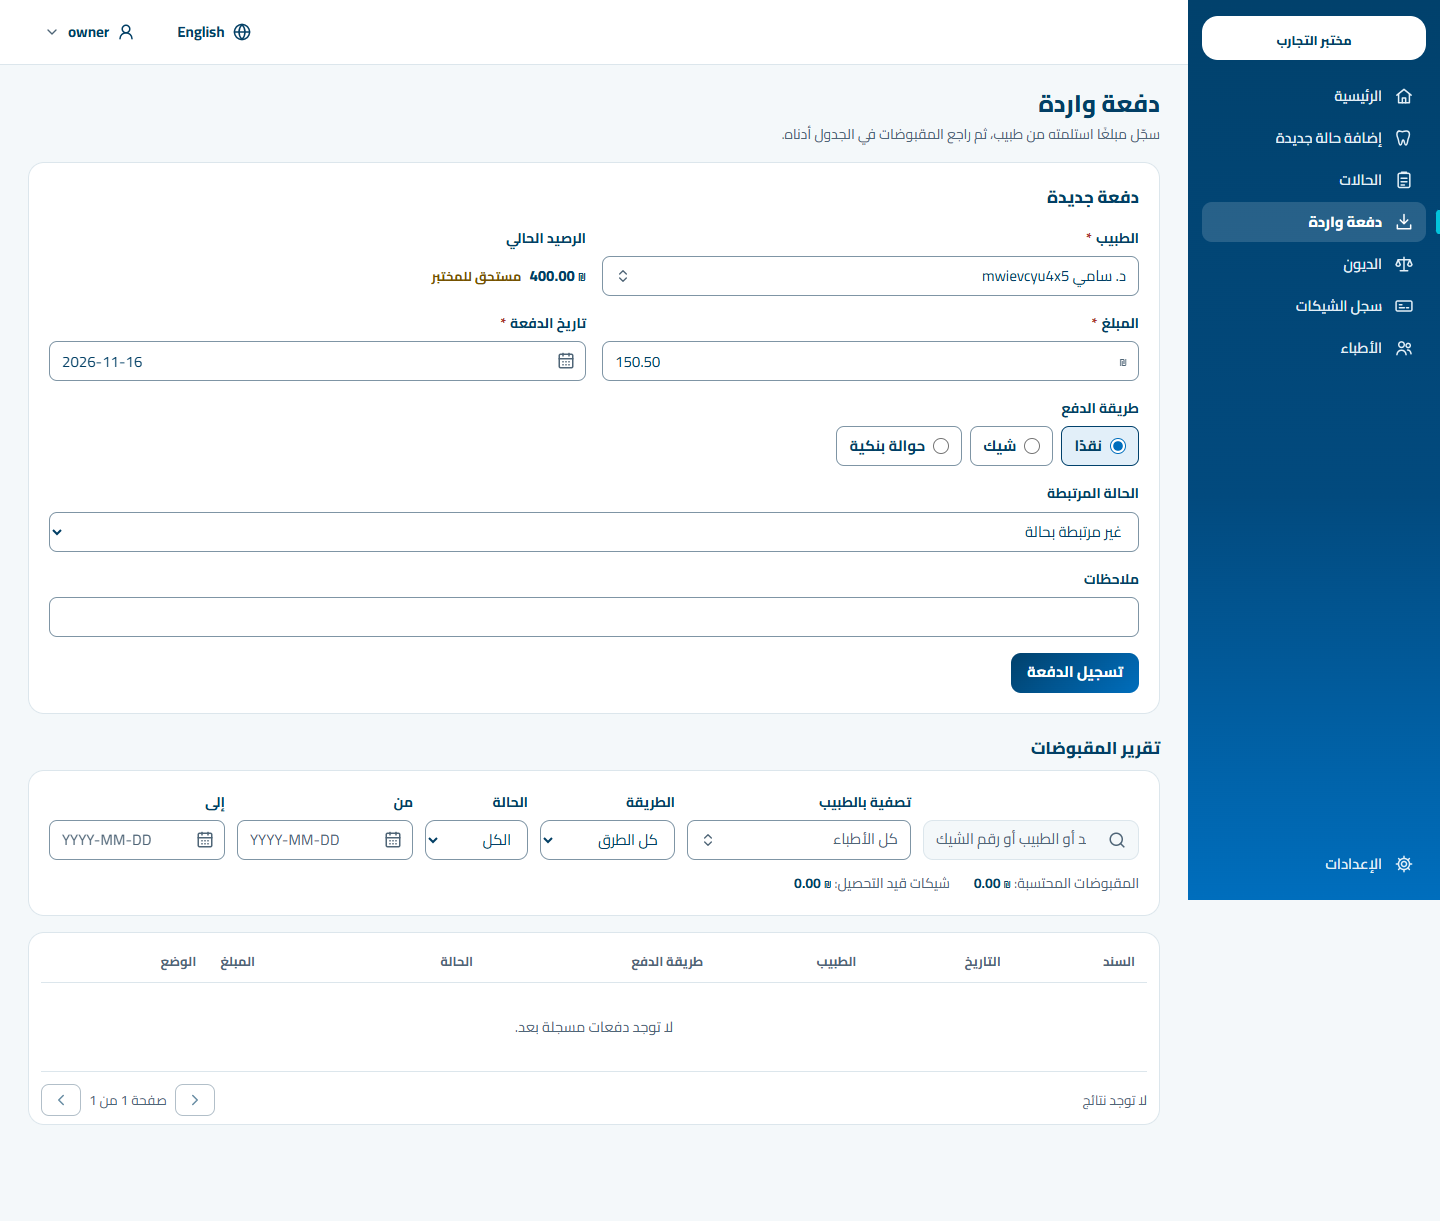 مختبر التجارب
الرئيسية
إضافة حالة جديدة
الحالات
دفعة واردة
الديون
سجل الشيكات
الأطباء
الإعدادات
English
owner
دفعة واردة
سجّل مبلغًا استلمته من طبيب، ثم راجع المقبوضات في الجدول أدناه.
دفعة جديدة
الطبيب *
الرصيد الحالي
د. سامي mwievcyu4x5
₪ 400.00 مستحق للمختبر
المبلغ *
تاريخ الدفعة *
₪ 150.50
2026-11-16
طريقة الدفع
نقدًا
شيك
حوالة بنكية
الحالة المرتبطة
غير مرتبطة بحالة
ملاحظات
تسجيل الدفعة
تقرير المقبوضات
تصفية بالطبيب
الطريقة
الحالة
من
إلى
د أو الطبيب أو رقم الشيك
كل الأطباء
كل الطرق
الكل
YYYY-MM-DD
YYYY-MM-DD
المقبوضات المحتسبة: ₪ 0.00
شيكات قيد التحصيل: ₪ 0.00
السند
التاريخ
الطبيب
طريقة الدفع
الحالة
المبلغ
الوضع
لا توجد دفعات مسجلة بعد.
لا توجد نتائج
صفحة 1 من 1